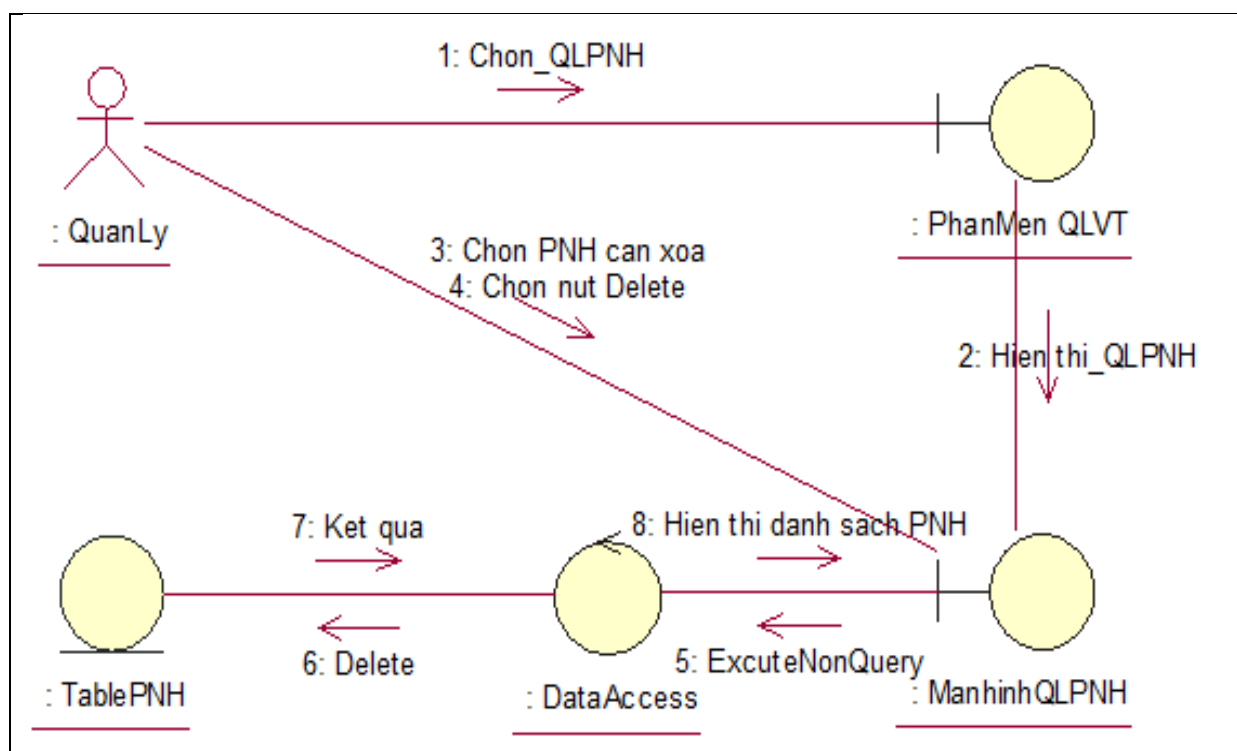 1: Chon_QLPNH
: QuanLy
: PhanMen QLVT
3: Chon PNH can xoa
4: Chon nut Delete
2: Hien thi_QLPNH
7: Ket qua
8: Hien thi danh sach PNH
6: Delete
5: ExcuteNonQuery
: TablePNH
: DataAccess
: ManhinhQLPNH